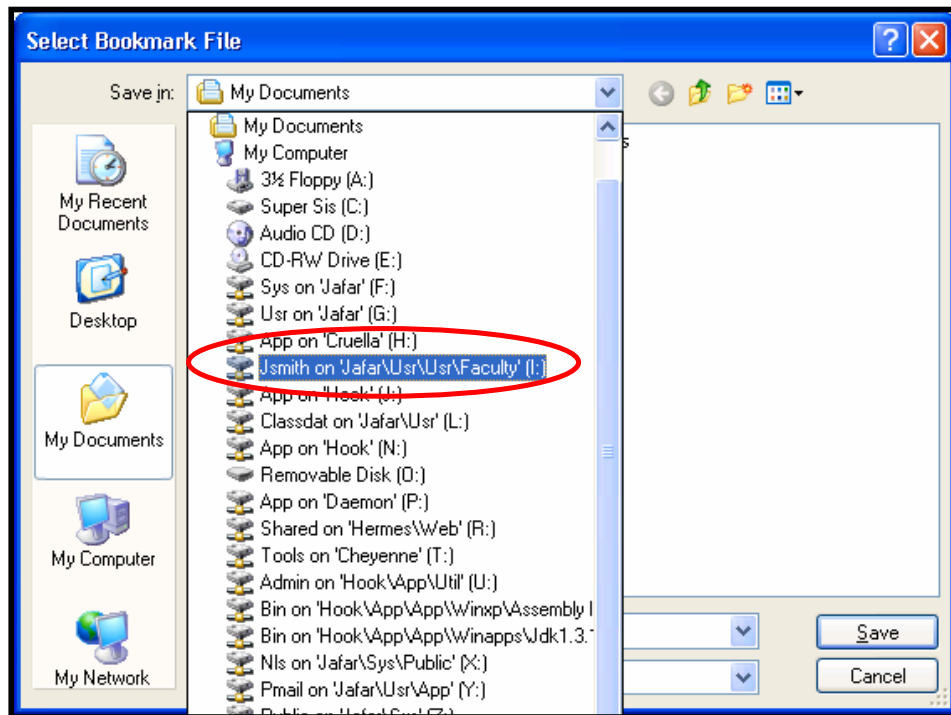 Select Bookmark File
Save in:
My Documents
My Documents
My Computer
3½ Floppy (A:)
Super Sis (C:)
Audio CD (D:)
CD-RW Drive (E:)
Sys on 'Jafar' (F:)
Usr on 'Jafar' (G:)
App on 'Cruella' (H:)
Jsmith on 'Jafar\Usr\Usr\Faculty' (I:)
App on 'Hook' (J:)
Classdat on 'Jafar\Usr' (L:)
App on 'Hook' (N:)
Removable Disk (O:)
App on 'Daemon' (P:)
Shared on 'Hermes\Web' (R:)
Tools on 'Cheyenne' (T:)
Admin on 'Hook\App\Util' (U:)
Bin on 'Hook\App\App\Winxp\Assembly
Bin on 'Hook\App\App\Winapps\Jdk1.3.
Nls on 'Jafar\Sys\Public' (X:)
Pmail on 'Jafar\Usr\App' (Y:)
My Recent
Documents
Desktop
My Documents
My Computer
My Network
Save
Cancel